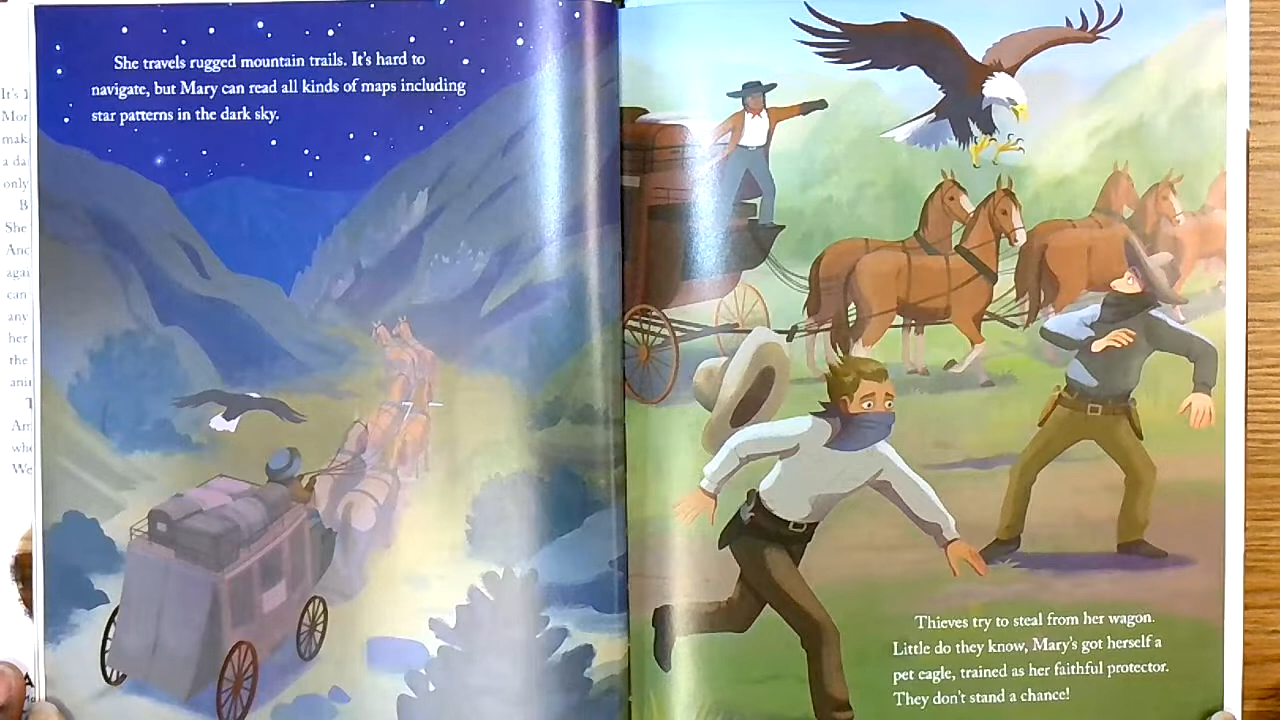 She travels rugged mountain trails. It's hard to
navigate, but Mary can read all kinds of maps including
star patterns in the dark sky.
Thieves try to steal from her wagon.
Little do they know, Mary's got herself a
pet eagle, trained as her faithful protector.
They don't stand a chance!